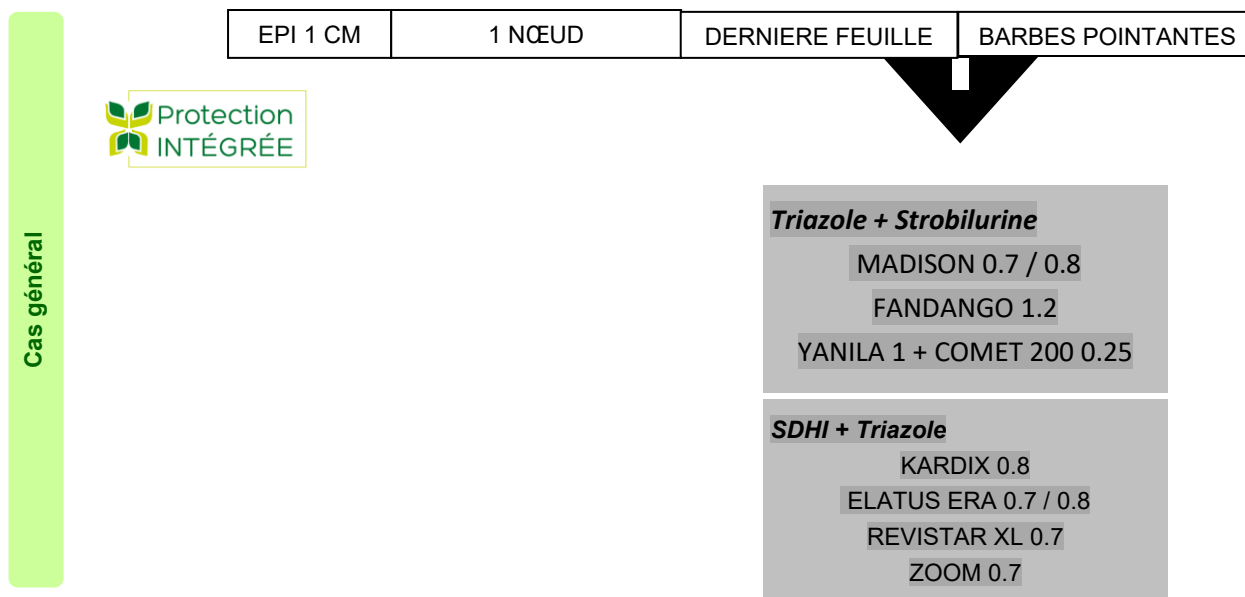 EPI 1 CM
1 NŒUD
DERNIERE FEUILLE
BARBES POINTANTES
Protection
INTÉGRÉE
Cas général
Triazole + Strobilurine
MADISON 0.7 / 0.8
FANDANGO 1.2
YANILA 1 + COMET 200 0.25
SDHI + Triazole
KARDIX 0.8
ELATUS ERA 0.7 / 0.8
REVISTAR XL 0.7
ZOOM 0.7